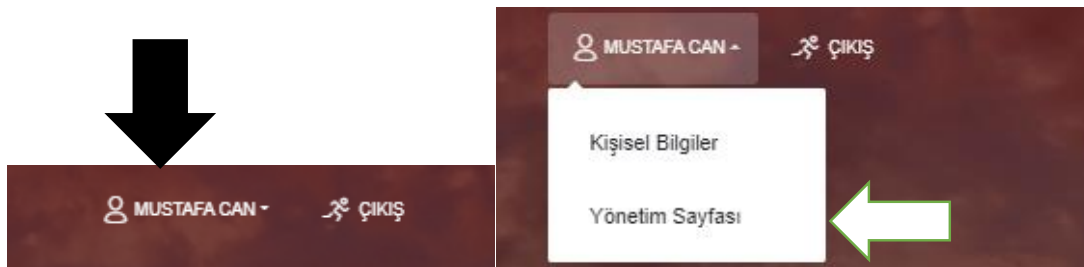 MUSTAFA CAN
ÇIKIŞ
MUSTAFA CAN
ÇIKIŞ
Kişisel Bilgiler
Yönetim Sayfası